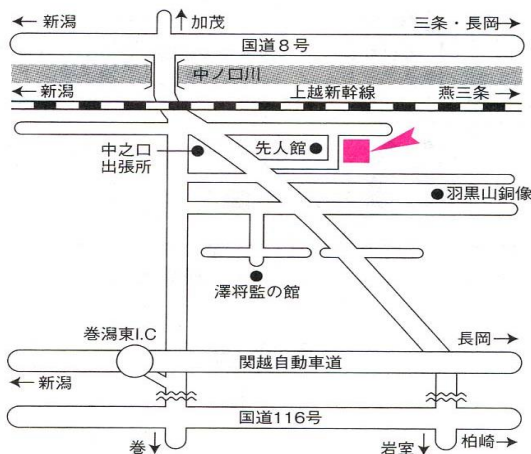 新潟
加茂
三条・長岡
国道8号
中ノ口川
新潟
上越新幹線
燕三条
中之口
出張所
先人館
羽黒山銅像
澤将監の館
巻潟東I.C
長岡
関越自動車道
新潟
国道116号
巻
岩室
柏崎